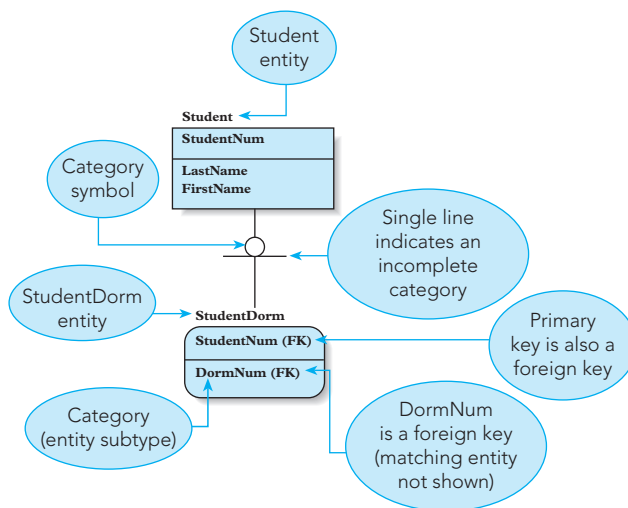 Student
entity
Student
StudentNum
LastName
FirstName
Category
symbol
Single line
indicates an
incomplete
category
StudentDorm
entity
StudentDorm
StudentNum (FK)
DormNum (FK)
Primary
key is also a
foreign key
Category
(entity subtype)
DormNum
is a foreign key
(matching entity
not shown)